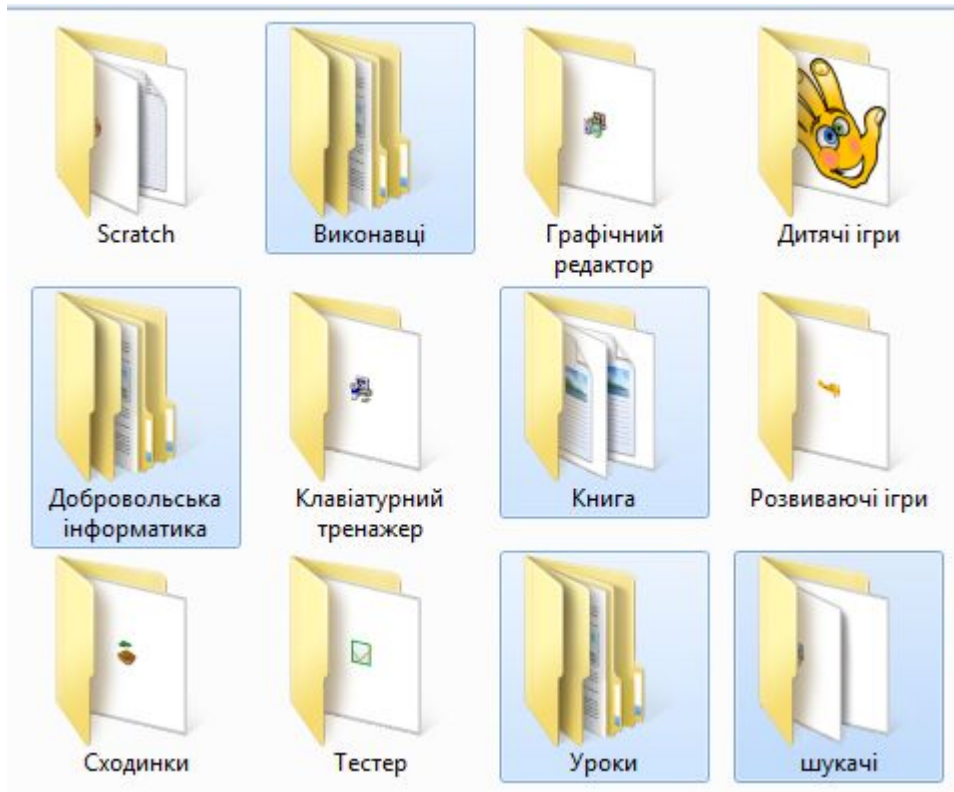 Scratch
Виконавці
Графічний
редактор
Дитячі ігри
Добровольська
інформатика
Клавіатурний
тренажер
Книга
Розвиваючі ігри
Сходинки
Тестер
Уроки
шукачі